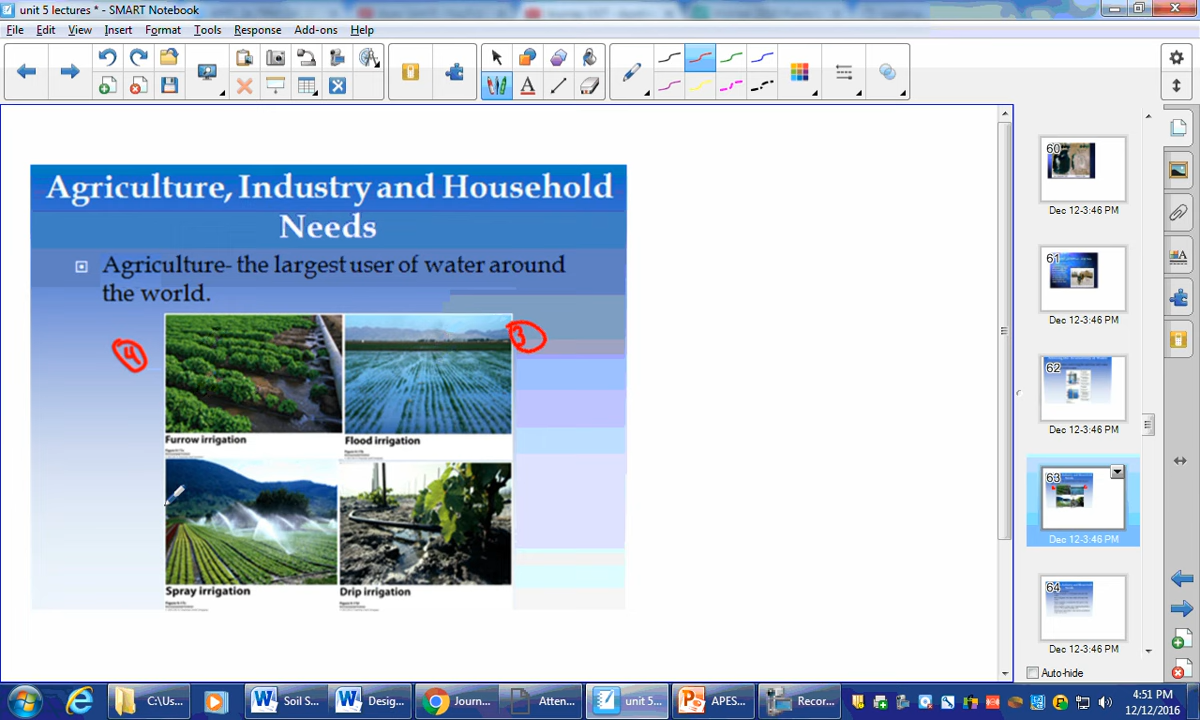 unit 5 lectures * - SMART Notebook
File Edit View Insert Format Tools Response Add-ons Help
Agriculture, Industry and Household
Needs
Agriculture- the largest user of water around
the world.
4
3
Furrow irrigation
Flood irrigation
Spray irrigation
Drip irrigation
60
Dec 12-3:46 PM
61
Dec 12-3:46 PM
62
Dec 12-3:46 PM
63
Dec 12-3:46 PM
64
Dec 12-3:46 PM
Auto-hide
C:\Us...
Soil S...
Desig...
Journ...
Atten...
unit 5...
APES...
Recor...
4:51 PM
12/12/2016